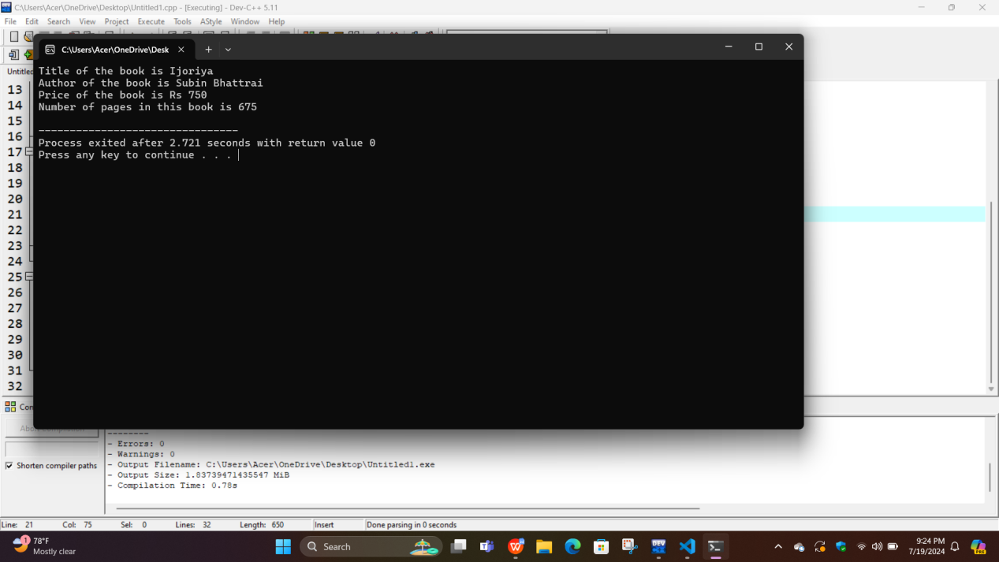 C:\Users\Acer\OneDrive\Desktop\Untitled1.cpp - [Executing] - Dev-C++ 5.11
File Edit Search View Project Execute Tools AStyle Window Help
C:\Users\Acer\OneDrive\Desk
Title of the book is Ijoriya
Author of the book is Subin Bhattrai
Price of the book is Rs 750
Number of pages in this book is 675
--------------------------------
Process exited after 2.721 seconds with return value 0
Press any key to continue . . .
13
14
15
16
17
18
19
20
21
22
23
24
25
26
27
28
29
30
31
32
--------
- Errors: 0
- Warnings: 0
- Output Filename: C:\Users\Acer\OneDrive\Desktop\Untitled1.exe
- Output Size: 1.83739471435547 MiB
- Compilation Time: 0.78s
Shorten compiler paths
Line: 21 Col: 75 Sel: 0 Lines: 32 Length: 650 Insert Done parsing in 0 seconds
1
78°F
Mostly clear
Search
DEV
PRE
9:24 PM
7/19/2024